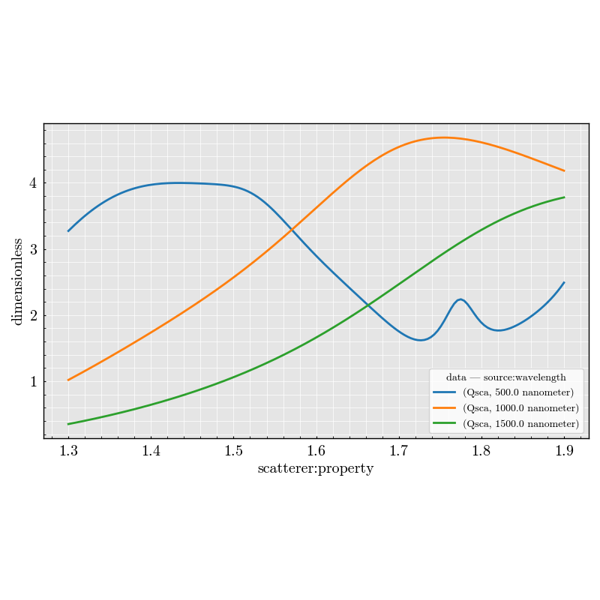 dimensionless
4
3
2
1
1.3 1.4 1.5 1.6 1.7 1.8 1.9
scatterer:property
data — source:wavelength
(Qsca, 500.0 nanometer)
(Qsca, 1000.0 nanometer)
(Qsca, 1500.0 nanometer)